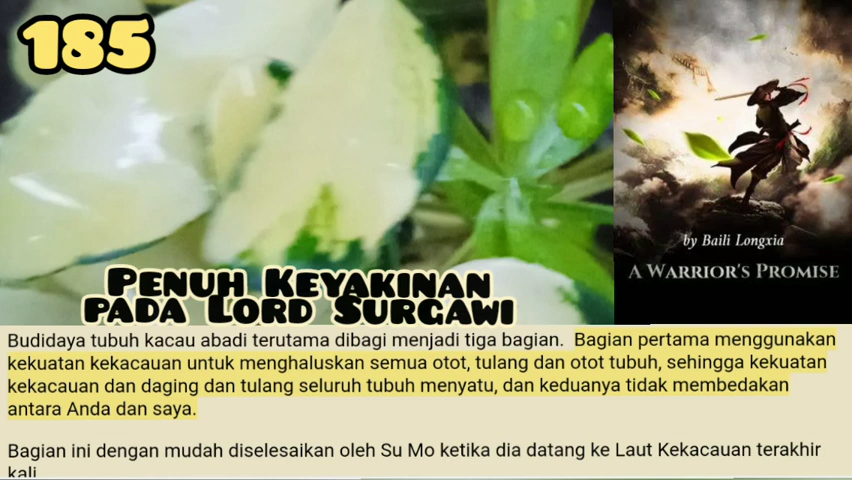 185
PENUH KEYAKINAN
PADA LORD SURGAWI
by Baili Longxia
A WARRIOR'S PROMISE
Budidaya tubuh kacau abadi terutama dibagi menjadi tiga bagian. Bagian pertama menggunakan
kekuatan kekacauan untuk menghaluskan semua otot, tulang dan otot tubuh, sehingga kekuatan
kekacauan dan daging dan tulang seluruh tubuh menyatu, dan keduanya tidak membedakan
antara Anda dan saya.
Bagian ini dengan mudah diselesaikan oleh Su Mo ketika dia datang ke Laut Kekacauan terakhir
kali